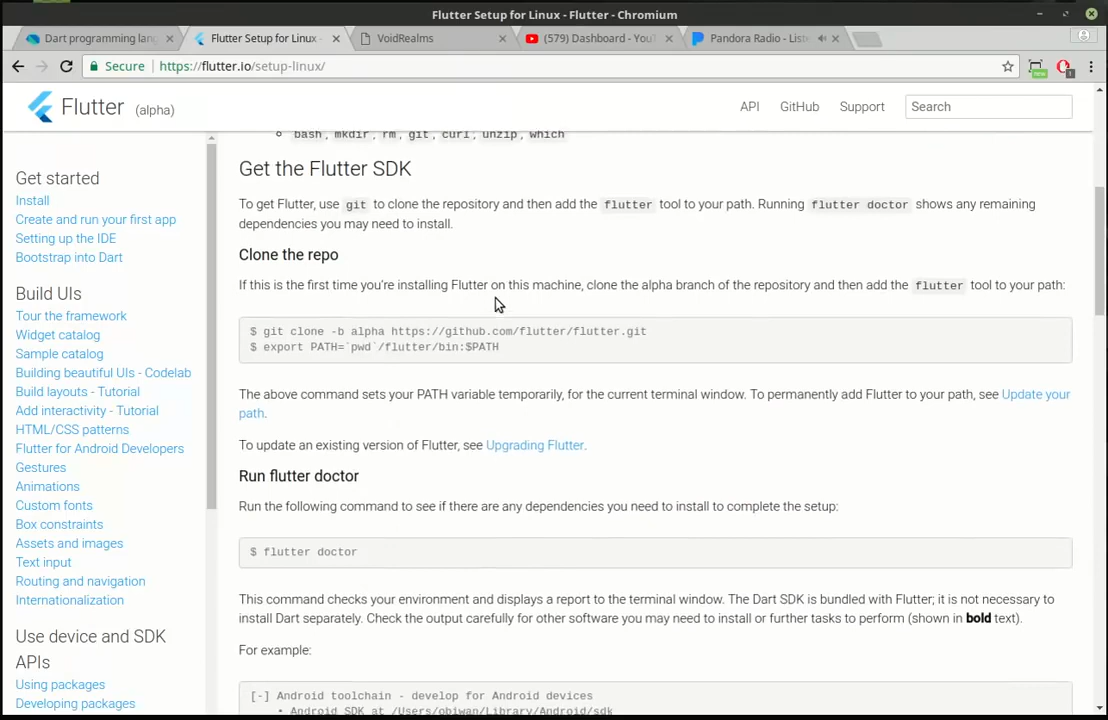 Flutter Setup for Linux - Flutter - Chromium
Dart programming lang
Flutter Setup for Linux -
VoidRealms
(579) Dashboard - YouT
Pandora Radio - Liste
Secure
https://flutter.io/setup-linux/
new
1
Flutter (alpha)
API
GitHub
Support
Search
bash, mkdir, rm, git, curl, unzip, which
Get started
Install
Create and run your first app
Setting up the IDE
Bootstrap into Dart
Build UIs
Tour the framework
Widget catalog
Sample catalog
Building beautiful UIs - Codelab
Build layouts - Tutorial
Add interactivity - Tutorial
HTML/CSS patterns
Flutter for Android Developers
Gestures
Animations
Custom fonts
Box constraints
Assets and images
Text input
Routing and navigation
Internationalization
Use device and SDK
APIs
Using packages
Developing packages
Get the Flutter SDK
To get Flutter, use git to clone the repository and then add the flutter tool to your path. Running flutter doctor shows any remaining
dependencies you may need to install.
Clone the repo
If this is the first time you're installing Flutter on this machine, clone the alpha branch of the repository and then add the flutter tool to your path:
$ git clone -b alpha https://github.com/flutter/flutter.git
$ export PATH=`pwd`/flutter/bin:$PATH
The above command sets your PATH variable temporarily, for the current terminal window. To permanently add Flutter to your path, see Update your
path.
To update an existing version of Flutter, see Upgrading Flutter.
Run flutter doctor
Run the following command to see if there are any dependencies you need to install to complete the setup:
$ flutter doctor
This command checks your environment and displays a report to the terminal window. The Dart SDK is bundled with Flutter; it is not necessary to
install Dart separately. Check the output carefully for other software you may need to install or further tasks to perform (shown in bold text).
For example:
[-] Android toolchain - develop for Android devices
• Android SDK at /Users/obiwan/Library/Android/sdk